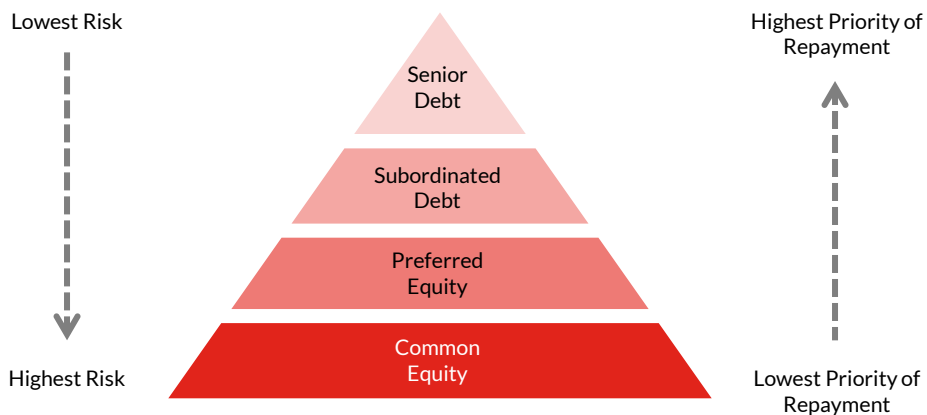 Lowest Risk
Highest Priority of
Repayment
Senior
Debt
Subordinated
Debt
Preferred
Equity
Common
Equity
Highest Risk
Lowest Priority of
Repayment